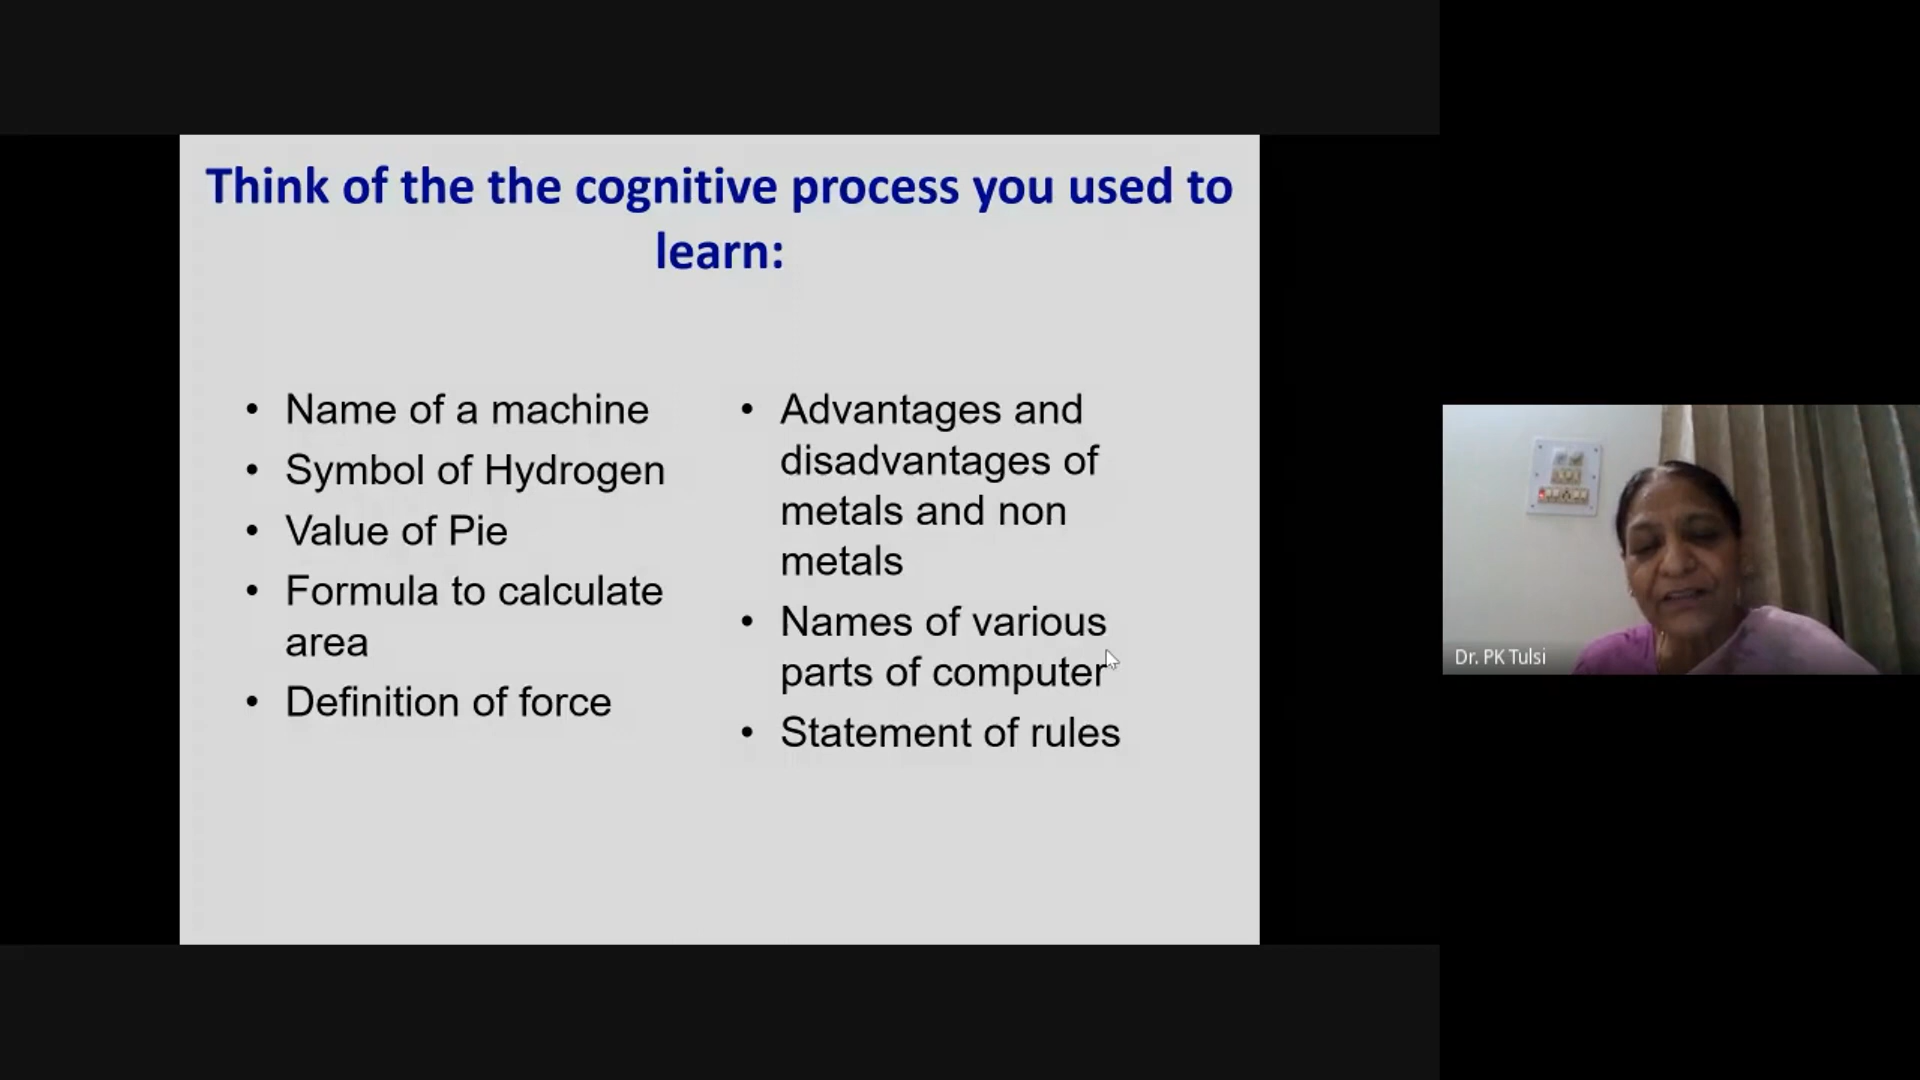 Think of the the cognitive process you used to
learn:
• Name of a machine
• Symbol of Hydrogen
• Value of Pie
• Formula to calculate
area
• Definition of force
• Advantages and
disadvantages of
metals and non
metals
• Names of various
parts of computer
• Statement of rules
Dr. PK Tulsi